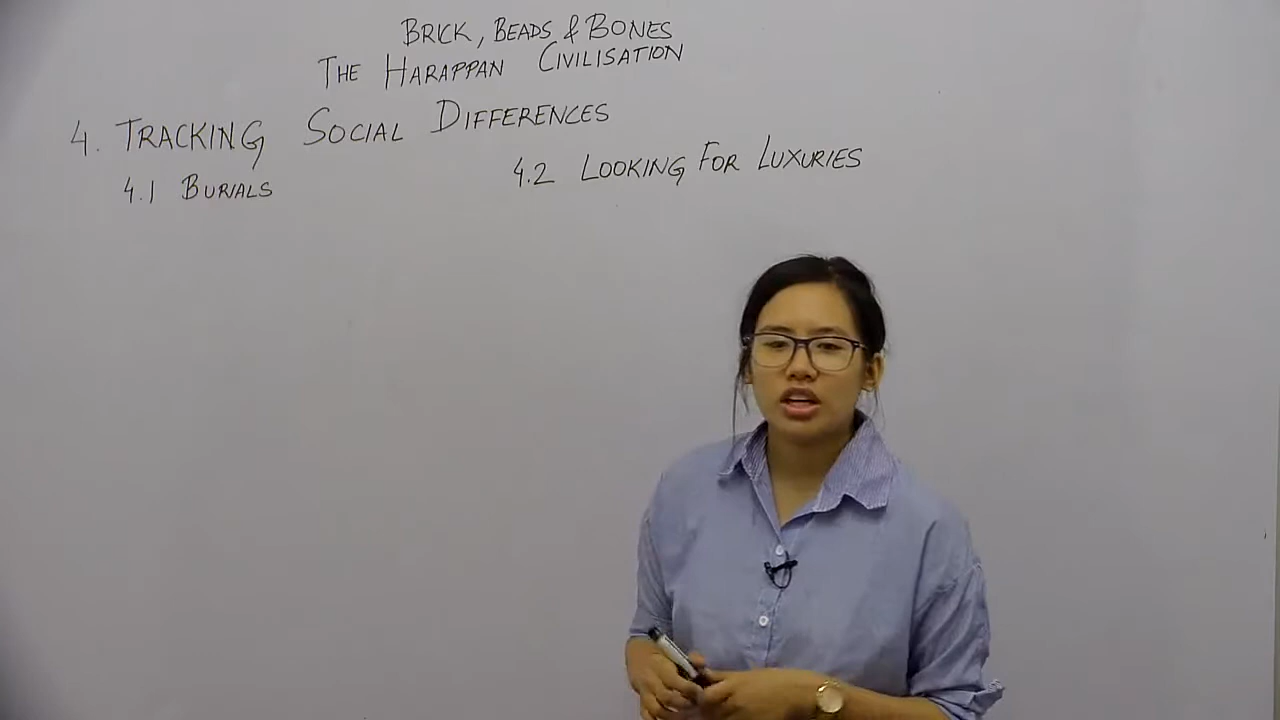 BRICK, BEADS & BONES
THE HARAPPAN CIVILISATION
4. TRACKING SOCIAL DIFFERENCES
4.1 BURIALS
4.2 LOOKING FOR LUXURIES